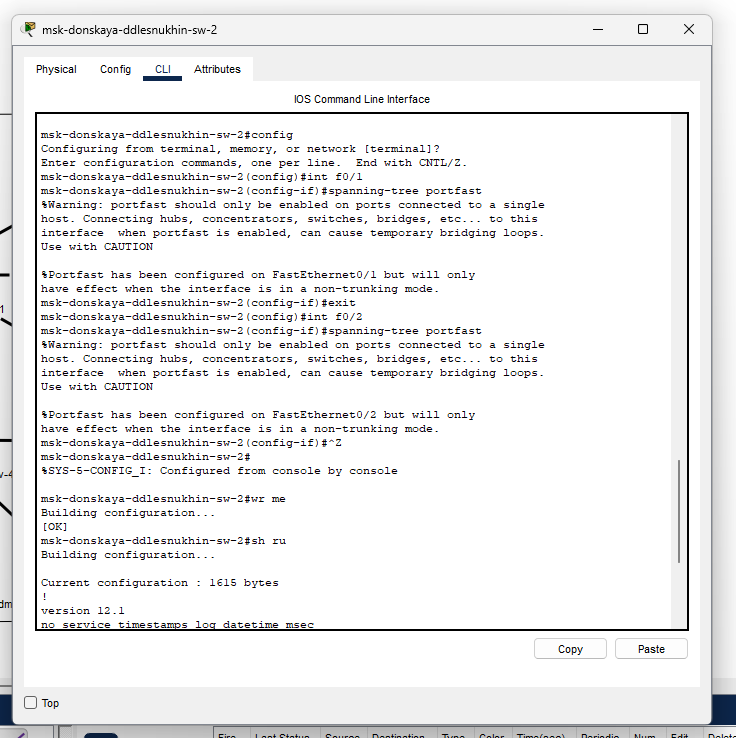 msk-donskaya-ddlesnukhin-sw-2
Physical Config CLI Attributes
IOS Command Line Interface
msk-donskaya-ddlesnukhin-sw-2#config
Configuring from terminal, memory, or network [terminal]?
Enter configuration commands, one per line.  End with CNTL/Z.
msk-donskaya-ddlesnukhin-sw-2(config)#int f0/1
msk-donskaya-ddlesnukhin-sw-2(config-if)#spanning-tree portfast
%Warning: portfast should only be enabled on ports connected to a single
host. Connecting hubs, concentrators, switches, bridges, etc... to this
interface  when portfast is enabled, can cause temporary bridging loops.
Use with CAUTION
%Portfast has been configured on FastEthernet0/1 but will only
have effect when the interface is in a non-trunking mode.
msk-donskaya-ddlesnukhin-sw-2(config-if)#exit
msk-donskaya-ddlesnukhin-sw-2(config)#int f0/2
msk-donskaya-ddlesnukhin-sw-2(config-if)#spanning-tree portfast
%Warning: portfast should only be enabled on ports connected to a single
host. Connecting hubs, concentrators, switches, bridges, etc... to this
interface  when portfast is enabled, can cause temporary bridging loops.
Use with CAUTION
%Portfast has been configured on FastEthernet0/2 but will only
have effect when the interface is in a non-trunking mode.
msk-donskaya-ddlesnukhin-sw-2(config-if)#^Z
msk-donskaya-ddlesnukhin-sw-2#
%SYS-5-CONFIG_I: Configured from console by console
msk-donskaya-ddlesnukhin-sw-2#wr me
Building configuration...
[OK]
msk-donskaya-ddlesnukhin-sw-2#sh ru
Building configuration...
Current configuration : 1615 bytes
!
version 12.1
no service timestamps log datetime msec
Copy Paste
Top
Fire Last Status Source Destination Type Color Time(sec) Periodic Num Edit